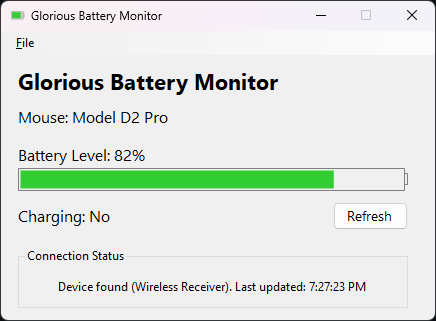 Glorious Battery Monitor
File
Glorious Battery Monitor
Mouse: Model D2 Pro
Battery Level: 82%
Charging: No
Refresh
Connection Status
Device found (Wireless Receiver). Last updated: 7:27:23 PM